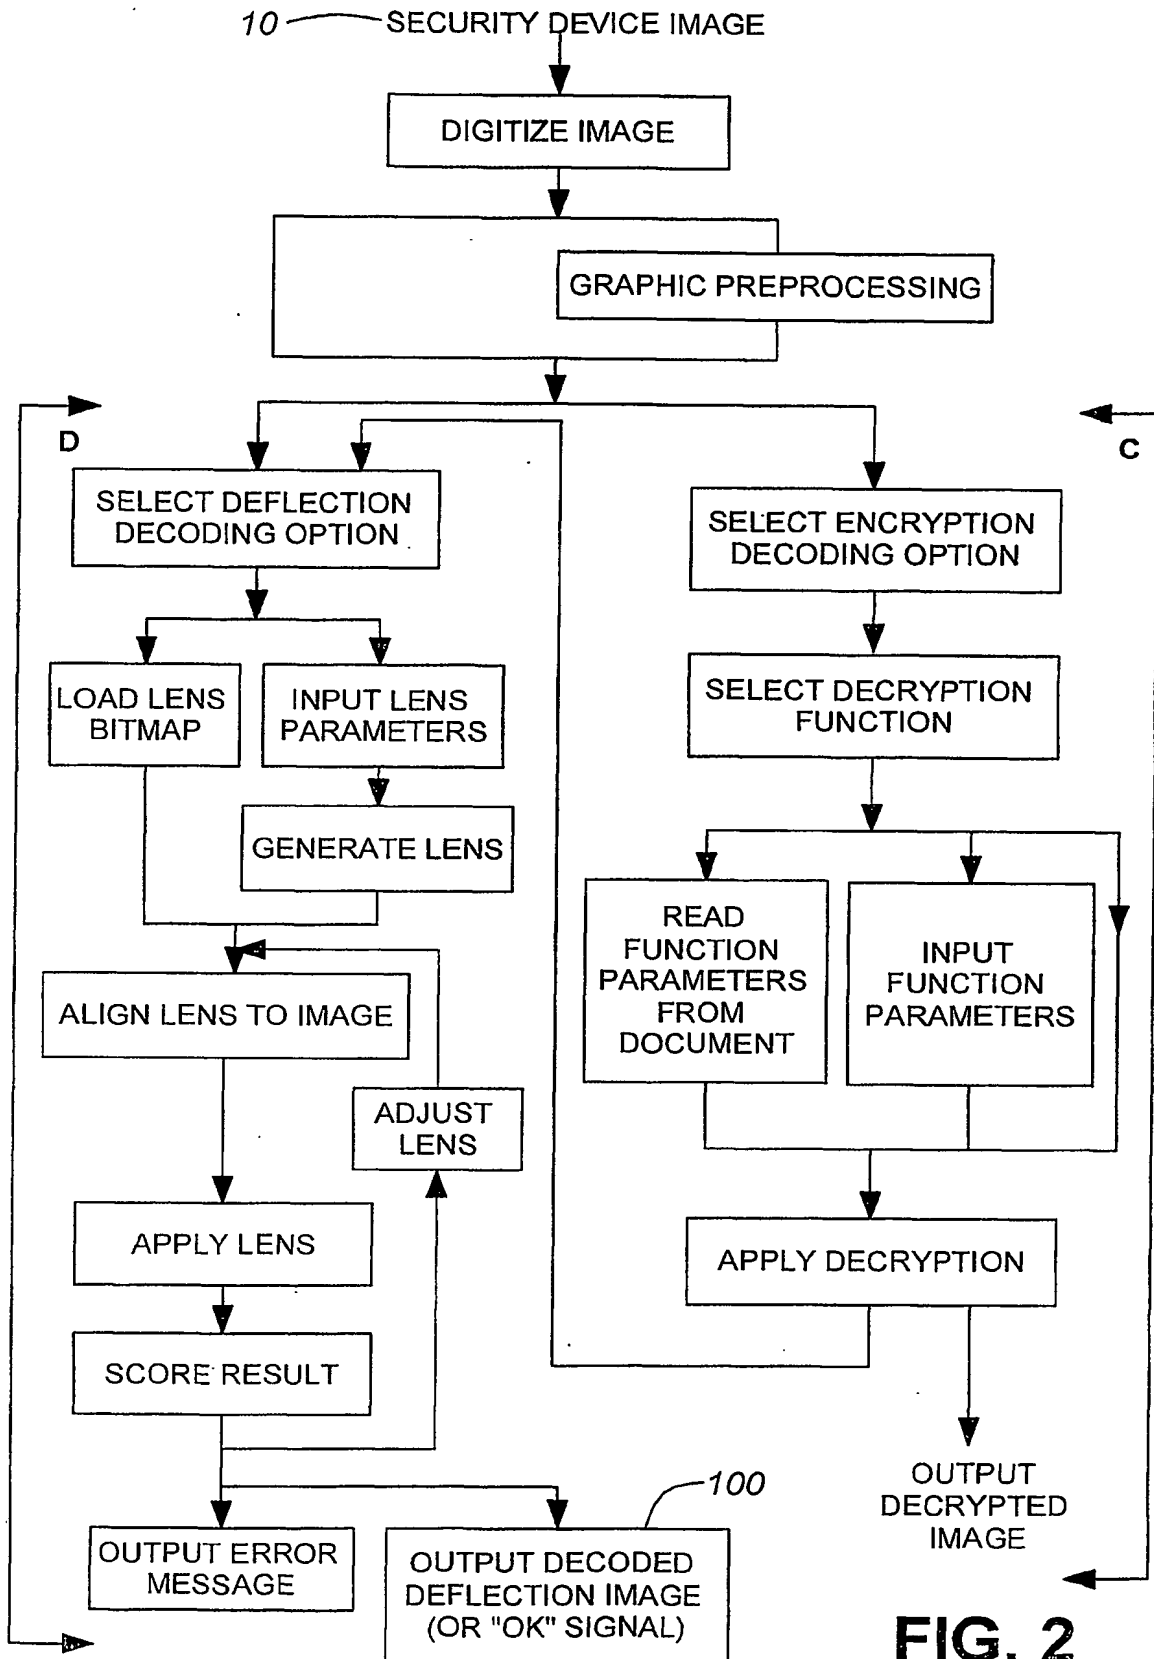 10
SECURITY DEVICE IMAGE
DIGITIZE IMAGE
GRAPHIC PREPROCESSING
D
C
SELECT DEFLECTION
DECODING OPTION
SELECT ENCRYPTION
DECODING OPTION
LOAD LENS
BITMAP
INPUT LENS
PARAMETERS
SELECT DECRYPTION
FUNCTION
GENERATE LENS
READ
FUNCTION
PARAMETERS
FROM
DOCUMENT
INPUT
FUNCTION
PARAMETERS
ALIGN LENS TO IMAGE
ADJUST
LENS
APPLY LENS
APPLY DECRYPTION
SCORE RESULT
100
OUTPUT
DECRYPTED
IMAGE
OUTPUT ERROR
MESSAGE
OUTPUT DECODED
DEFLECTION IMAGE
(OR "OK" SIGNAL)
FIG. 2